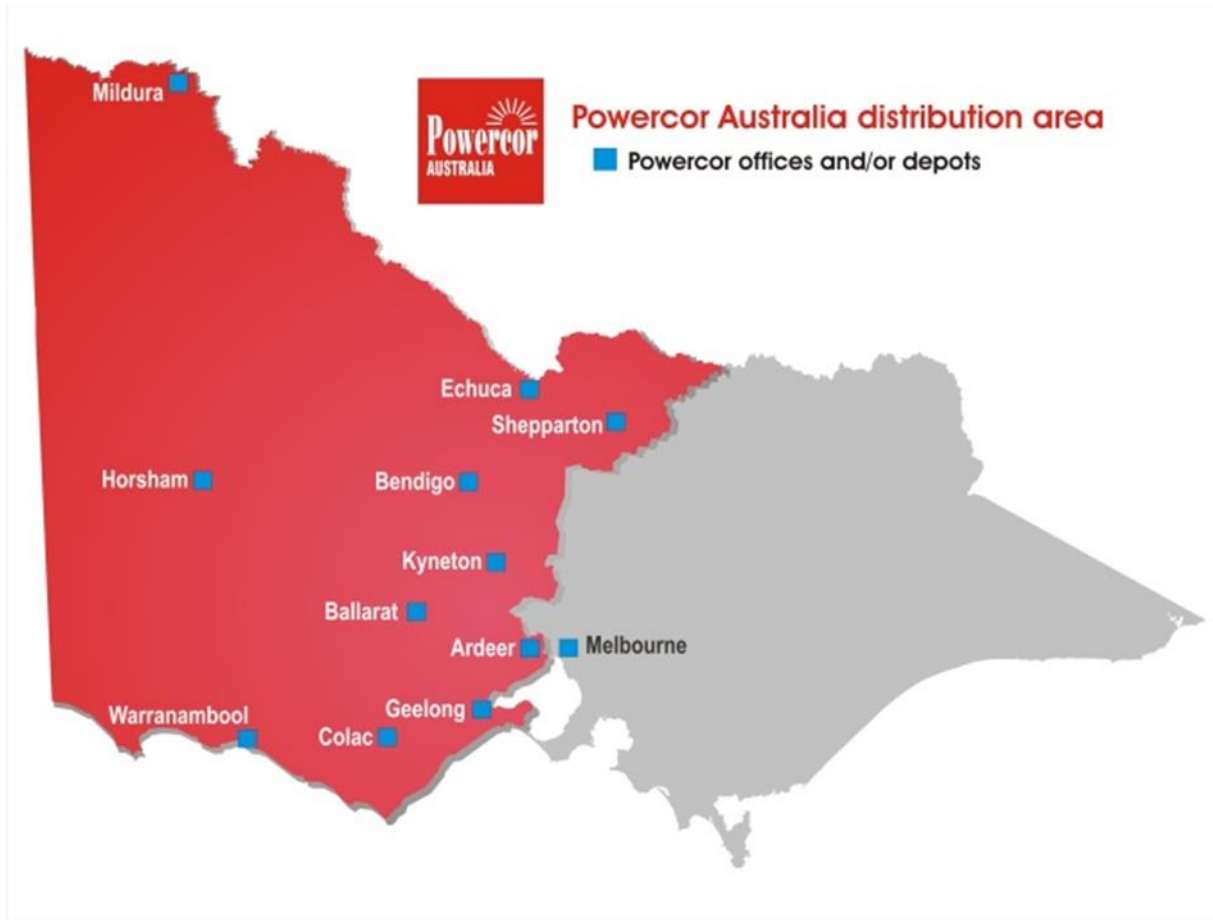 Mildura
Powercor
AUSTRALIA
Powercor Australia distribution area
Powercor offices and/or depots
Echuca
Shepparton
Horsham
Bendigo
Kyneton
Ballarat
Ardeer
Melbourne
Geelong
Warranambool
Colac